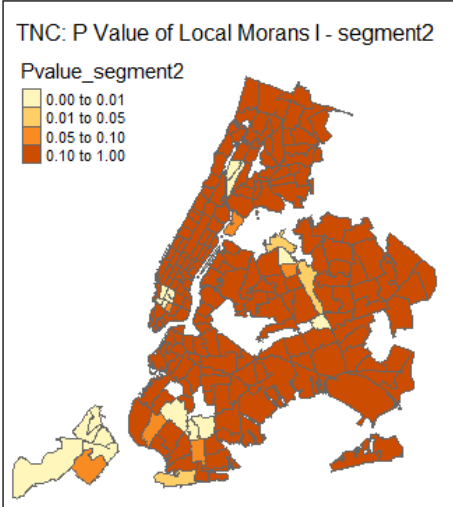 TNC: P Value of Local Morans I - segment2
Pvalue_segment2
0.00 to 0.01
0.01 to 0.05
0.05 to 0.10
0.10 to 1.00